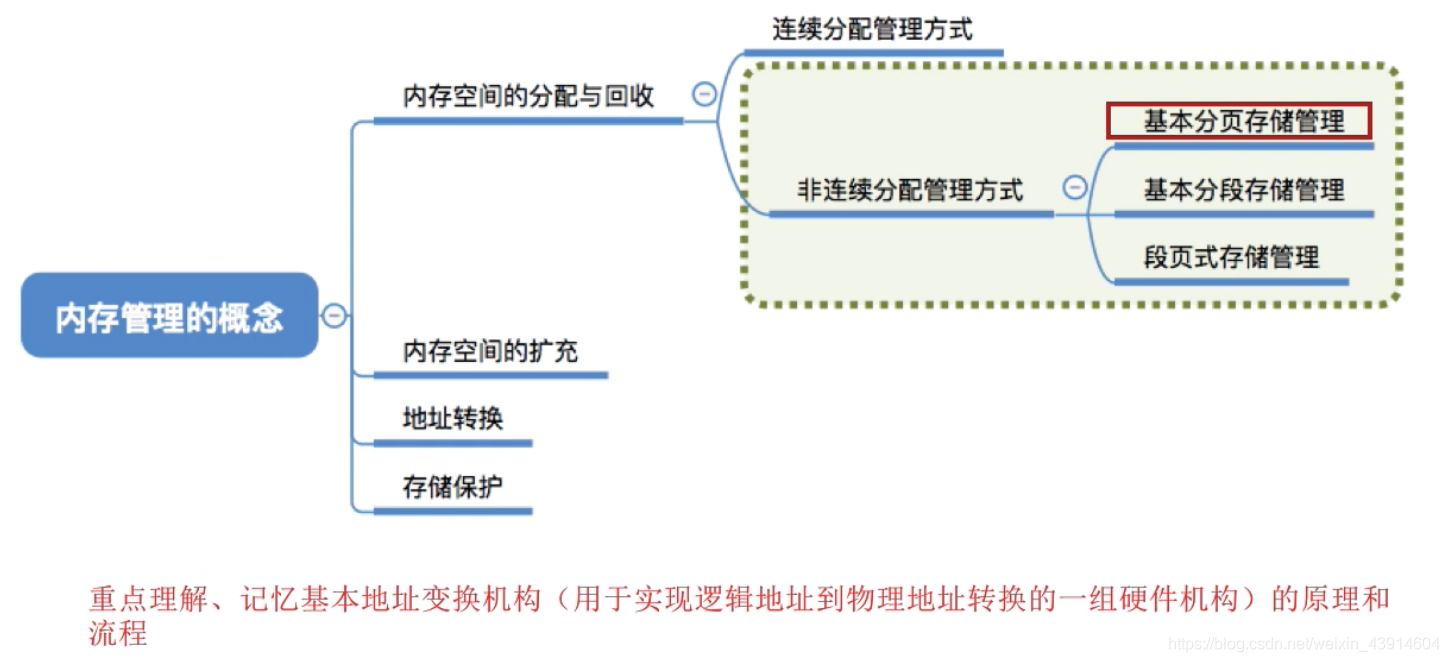 连续分配管理方式
内存空间的分配与回收
基本分页存储管理
非连续分配管理方式
基本分段存储管理
段页式存储管理
内存管理的概念
内存空间的扩充
地址转换
存储保护
重点理解、记忆基本地址变换机构（用于实现逻辑地址到物理地址转换的一组硬件机构）的原理和
流程
https://blog.csdn.net/weixin_43914604